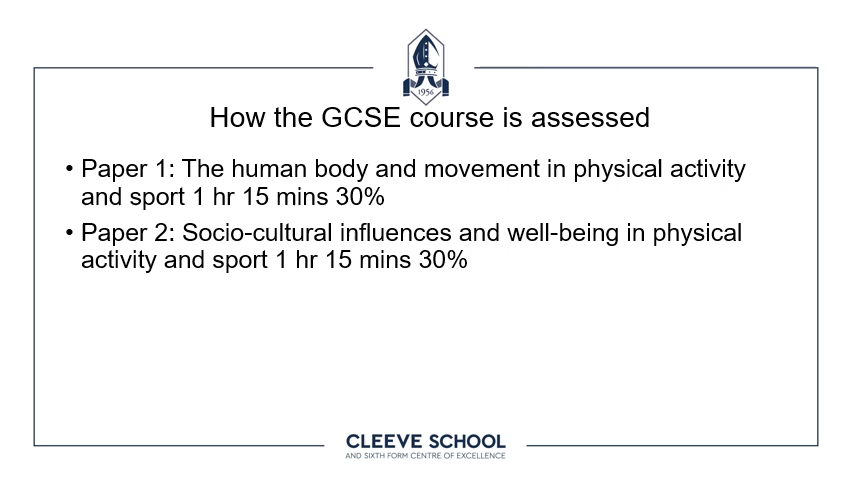 1956
How the GCSE course is assessed
• Paper 1: The human body and movement in physical activity
and sport 1 hr 15 mins 30%
• Paper 2: Socio-cultural influences and well-being in physical
activity and sport 1 hr 15 mins 30%
CLEEVE SCHOOL
AND SIXTH FORM CENTRE OF EXCELLENCE